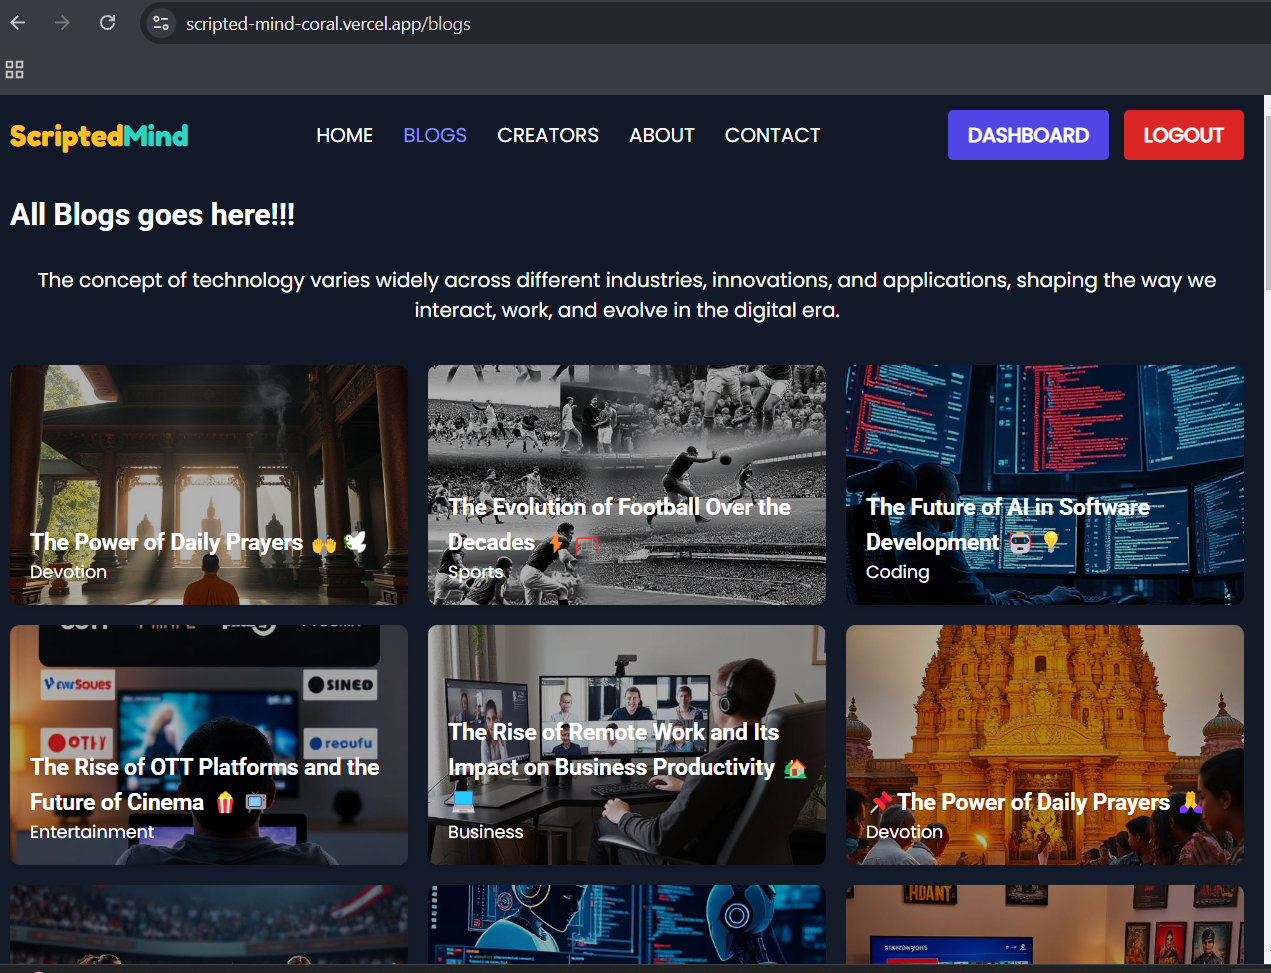 scripted-mind-coral.vercel.app/blogs
ScriptedMind
HOME
BLOGS
CREATORS
ABOUT
CONTACT
DASHBOARD
LOGOUT
All Blogs goes here!!!
The concept of technology varies widely across different industries, innovations, and applications, shaping the way we
interact, work, and evolve in the digital era.
The Power of Daily Prayers 🙌 🕊️
Devotion
The Evolution of Football Over the
Decades ⚡ 🥅
Sports
The Future of AI in Software
Development 🤖 💡
Coding
SINED
OTTY
reoufu
The Rise of OTT Platforms and the
Future of Cinema 🍿 📺
Entertainment
The Rise of Remote Work and Its
Impact on Business Productivity 🏡
💻
Business
📌 The Power of Daily Prayers 🙏
Devotion